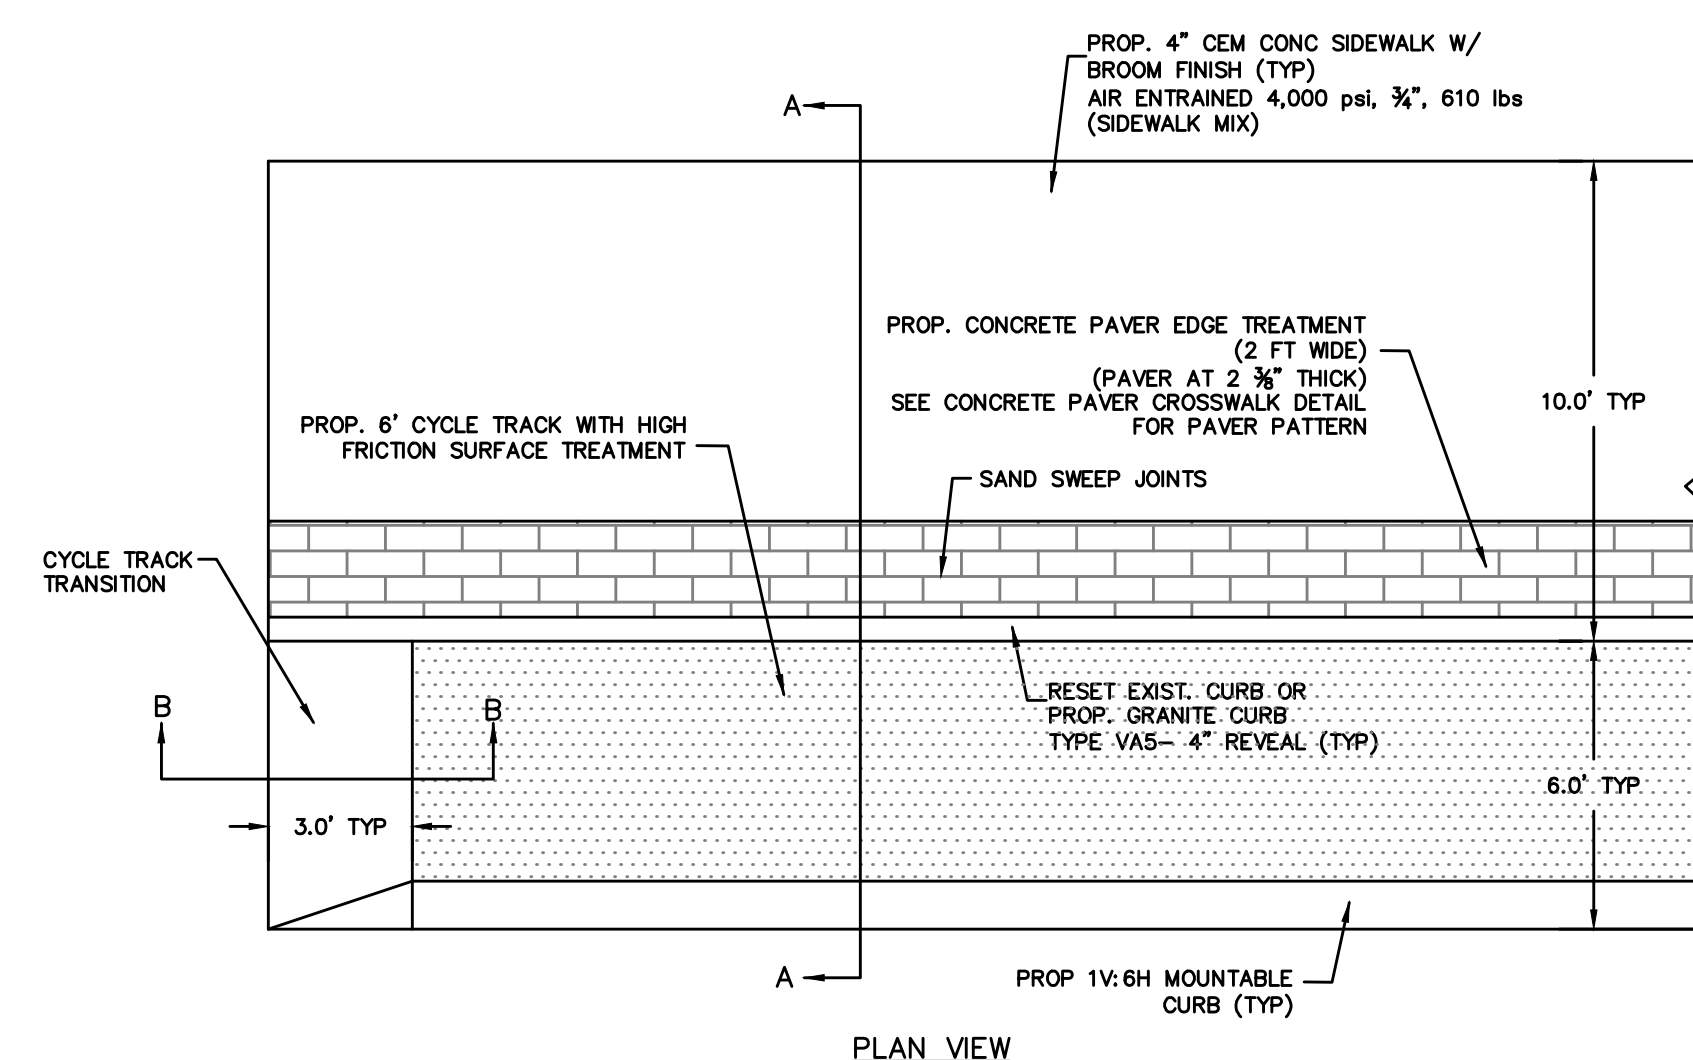 PROP. 4" CEM CONC SIDEWALK W/
BROOM FINISH (TYP)
AIR ENTRAINED 4,000 psi, ¾", 610 lbs
(SIDEWALK MIX)
A
PROP. CONCRETE PAVER EDGE TREATMENT
(2 FT WIDE)
(PAVER AT 2 ⅜" THICK)
SEE CONCRETE PAVER CROSSWALK DETAIL
FOR PAVER PATTERN
10.0' TYP
PROP. 6' CYCLE TRACK WITH HIGH
FRICTION SURFACE TREATMENT
SAND SWEEP JOINTS
CYCLE TRACK
TRANSITION
B
B
RESET EXIST. CURB OR
PROP. GRANITE CURB
TYPE VA5- 4" REVEAL (TYP)
6.0' TYP
3.0' TYP
A
PROP 1V:6H MOUNTABLE
CURB (TYP)
PLAN VIEW